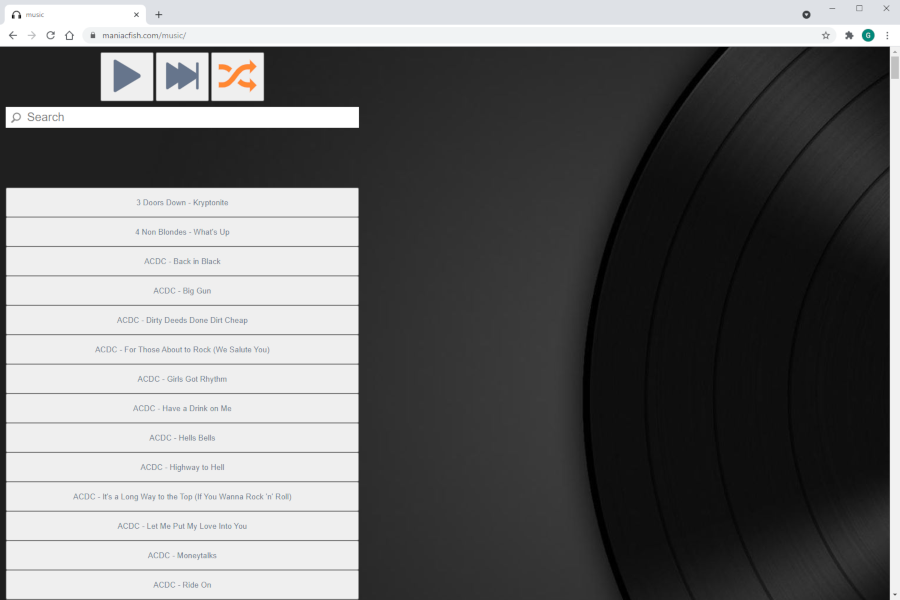 music
maniacfish.com/music/
G
Search
3 Doors Down - Kryptonite
4 Non Blondes - What's Up
ACDC - Back in Black
ACDC - Big Gun
ACDC - Dirty Deeds Done Dirt Cheap
ACDC - For Those About to Rock (We Salute You)
ACDC - Girls Got Rhythm
ACDC - Have a Drink on Me
ACDC - Hells Bells
ACDC - Highway to Hell
ACDC - It's a Long Way to the Top (If You Wanna Rock 'n' Roll)
ACDC - Let Me Put My Love Into You
ACDC - Moneytalks
ACDC - Ride On